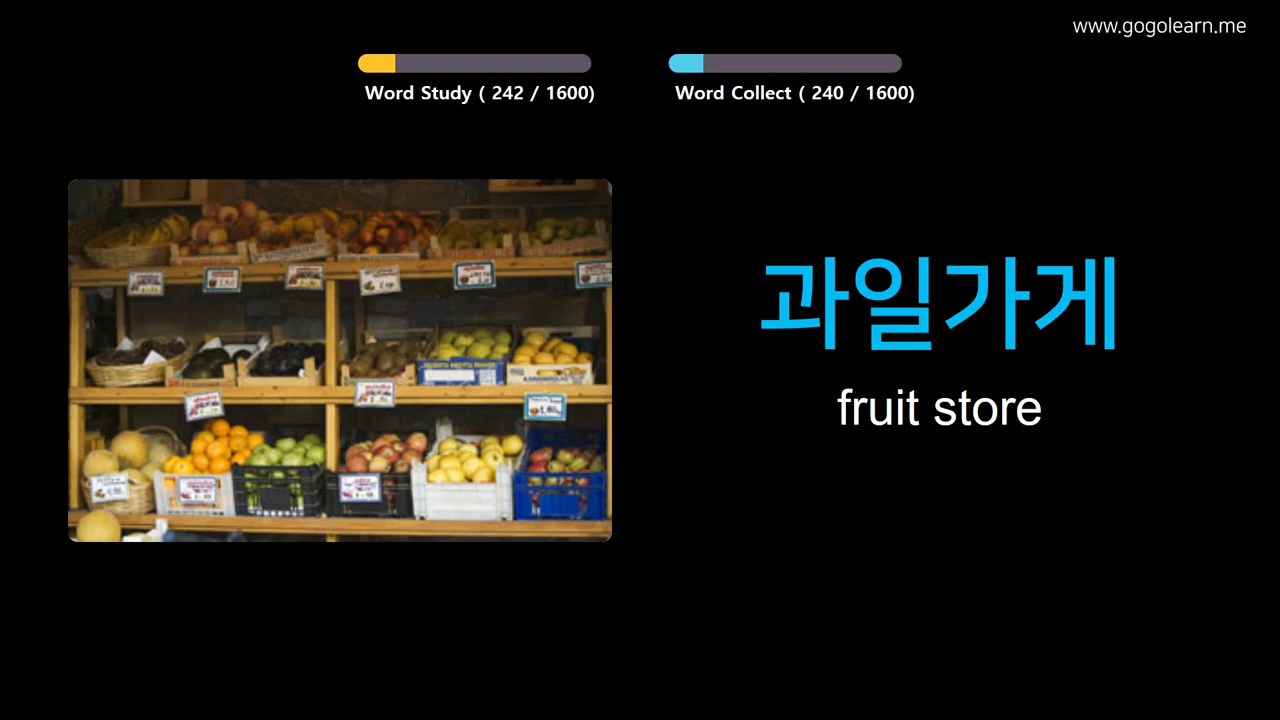 www.gogolearn.me
Word Study ( 242 / 1600)
Word Collect ( 240 / 1600)
과일가게
fruit store